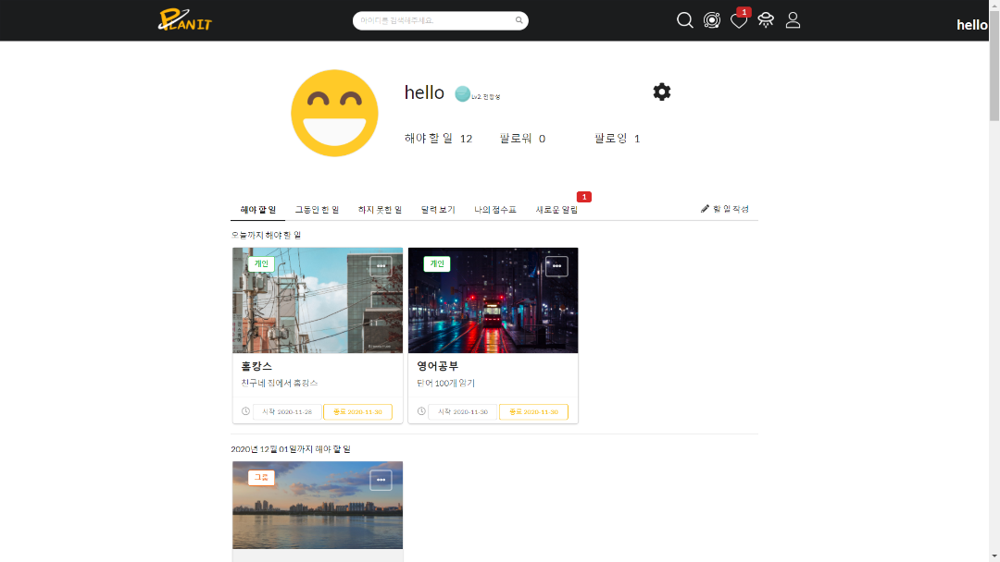 PLANIT
아이디를 검색해주세요.
1
hello
hello
Lv2. 천왕성
해야 할 일 12 팔로워 0 팔로잉 1
1
해야 할 일 그동안 한 일 하지 못한 일 달력 보기 나의 점수표 새로운 알림 할 일 작성
오늘까지 해야 할 일
개인
개인
홈캉스
친구네 집에서 홈캉스
시작 2020-11-28 종료 2020-11-30
영어공부
단어 100개 암기
시작 2020-11-30 종료 2020-11-30
2020년 12월 01일까지 해야 할 일
그룹